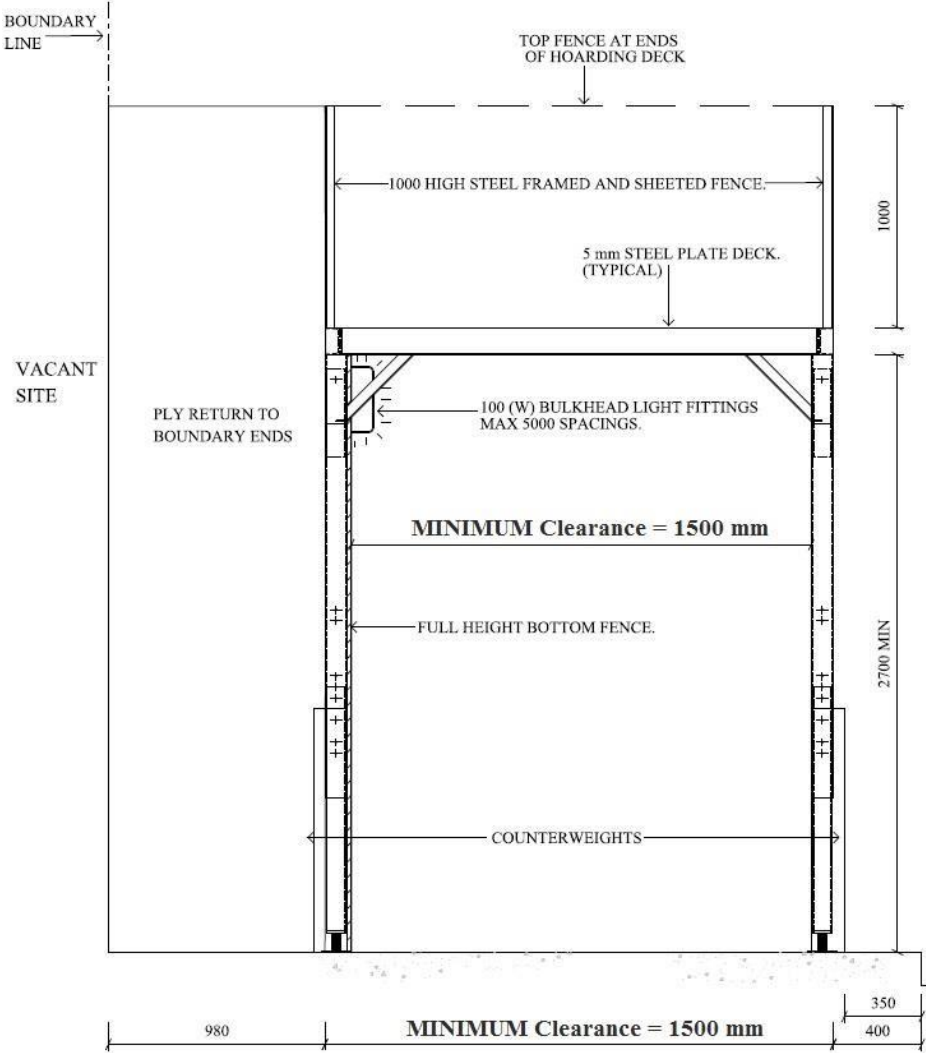 BOUNDARY
LINE
TOP FENCE AT ENDS
OF HOARDING DECK
1000 HIGH STEEL FRAMED AND SHEETED FENCE.
1000
5 mm STEEL PLATE DECK.
(TYPICAL)
VACANT
SITE
PLY RETURN TO
BOUNDARY ENDS
100 (W) BULKHEAD LIGHT FITTINGS
MAX 5000 SPACINGS.
MINIMUM Clearance = 1500 mm
FULL HEIGHT BOTTOM FENCE.
2700 MIN
COUNTERWEIGHTS
350
980
MINIMUM Clearance = 1500 mm
400